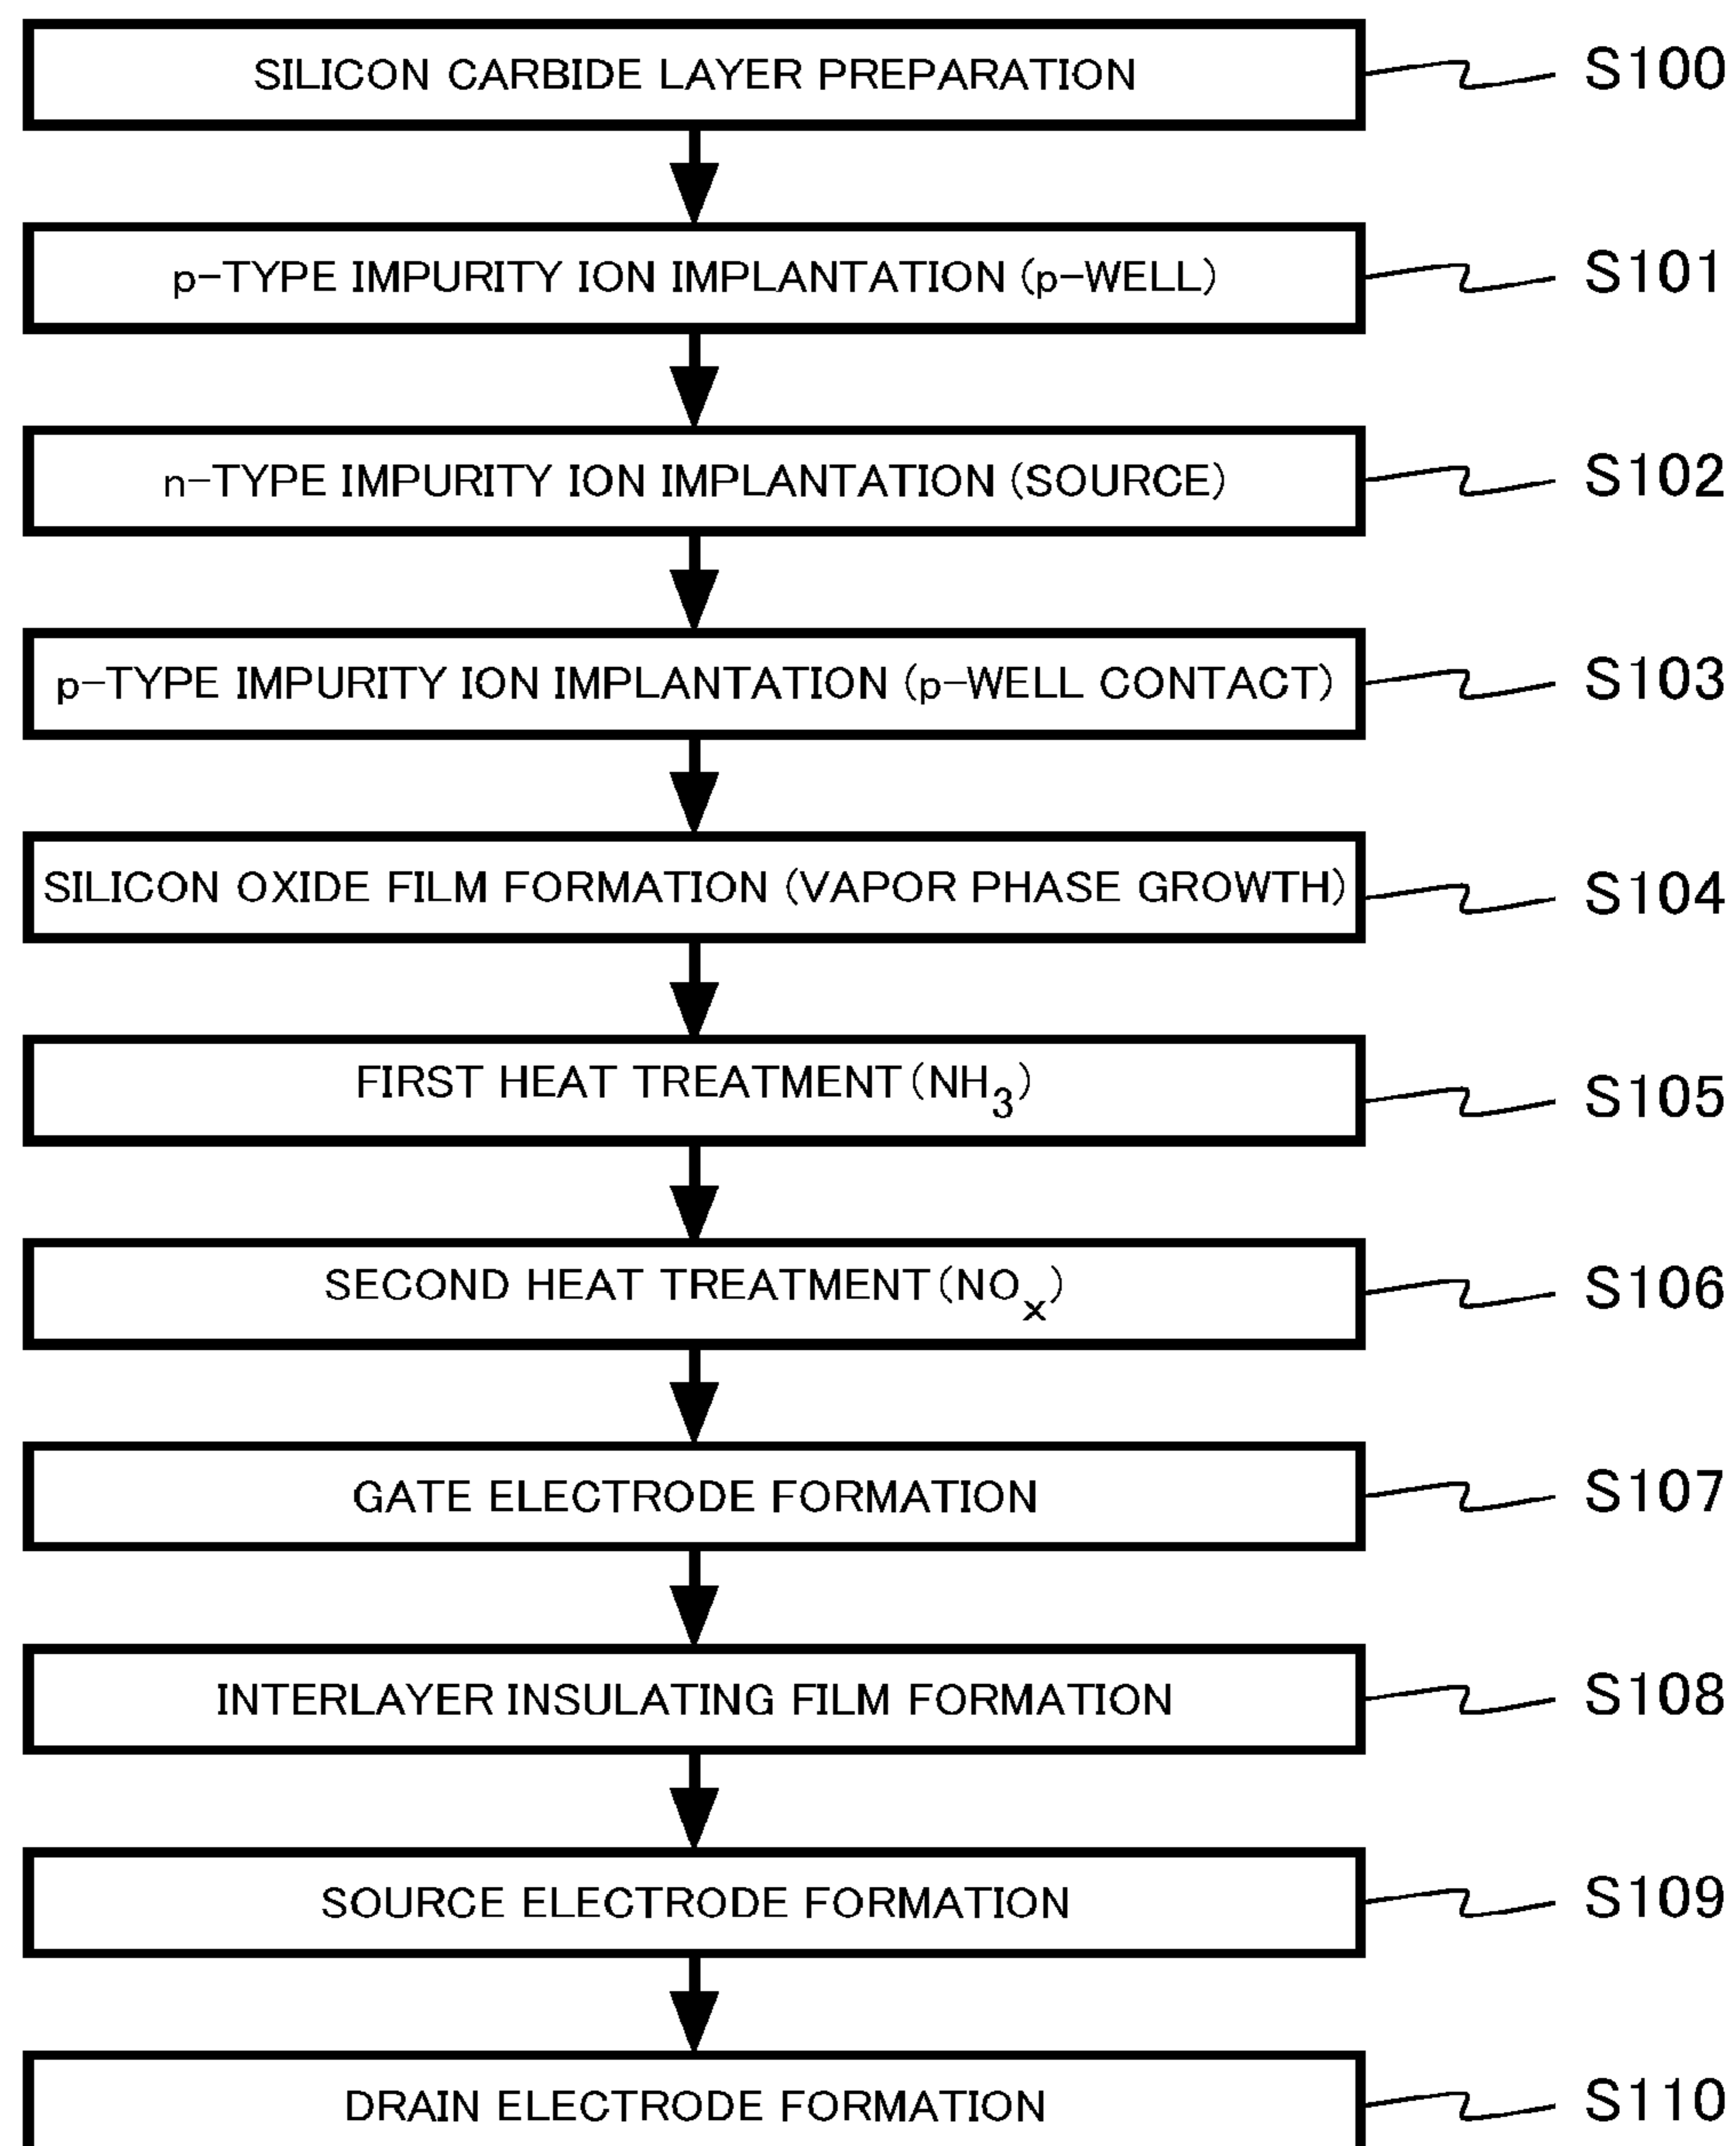 SILICON CARBIDE LAYER PREPARATION S100
p-TYPE IMPURITY ION IMPLANTATION (p-WELL) S101
n-TYPE IMPURITY ION IMPLANTATION (SOURCE) S102
p-TYPE IMPURITY ION IMPLANTATION (p-WELL CONTACT) S103
SILICON OXIDE FILM FORMATION (VAPOR PHASE GROWTH) S104
FIRST HEAT TREATMENT (NH₃) S105
SECOND HEAT TREATMENT (NOₓ) S106
GATE ELECTRODE FORMATION S107
INTERLAYER INSULATING FILM FORMATION S108
SOURCE ELECTRODE FORMATION S109
DRAIN ELECTRODE FORMATION S110